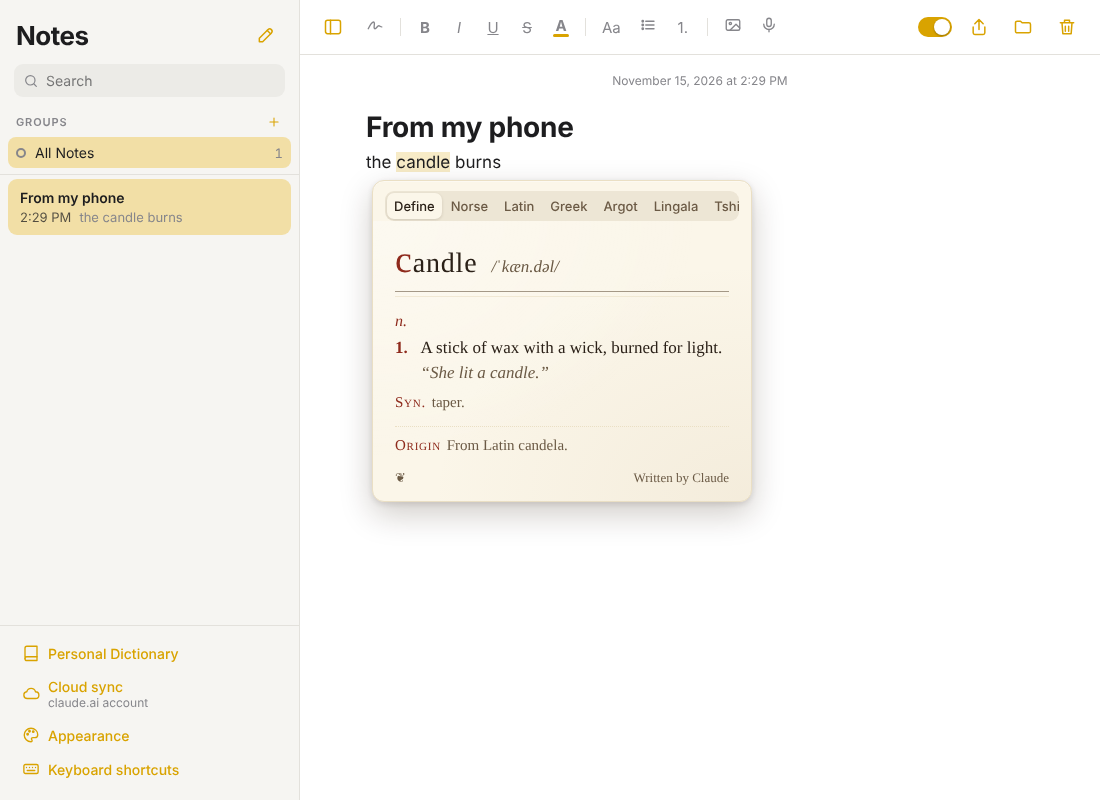 Notes
Search
GROUPS
All Notes 1
From my phone
2:29 PM the candle burns
Personal Dictionary
Cloud sync
claude.ai account
Appearance
Keyboard shortcuts
B I U S A Aa 1.
November 15, 2026 at 2:29 PM
From my phone
the candle burns
Define Norse Latin Greek Argot Lingala Tshi
candle /ˈkæn.dəl/
n.
1. A stick of wax with a wick, burned for light.
“She lit a candle.”
Syn. taper.
Origin From Latin candela.
❦ Written by Claude